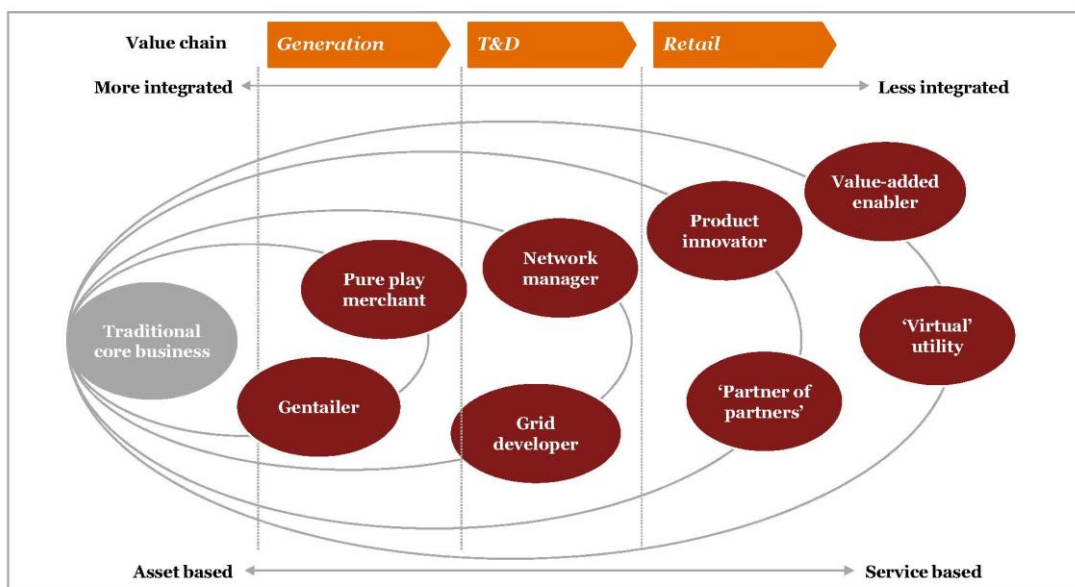 Value chain
Generation
T&D
Retail
More integrated
Less integrated
Value-added
enabler
Product
innovator
Network
manager
Pure play
merchant
Traditional
core business
‘Virtual’
utility
Gentailer
‘Partner of
partners’
Grid
developer
Asset based
Service based